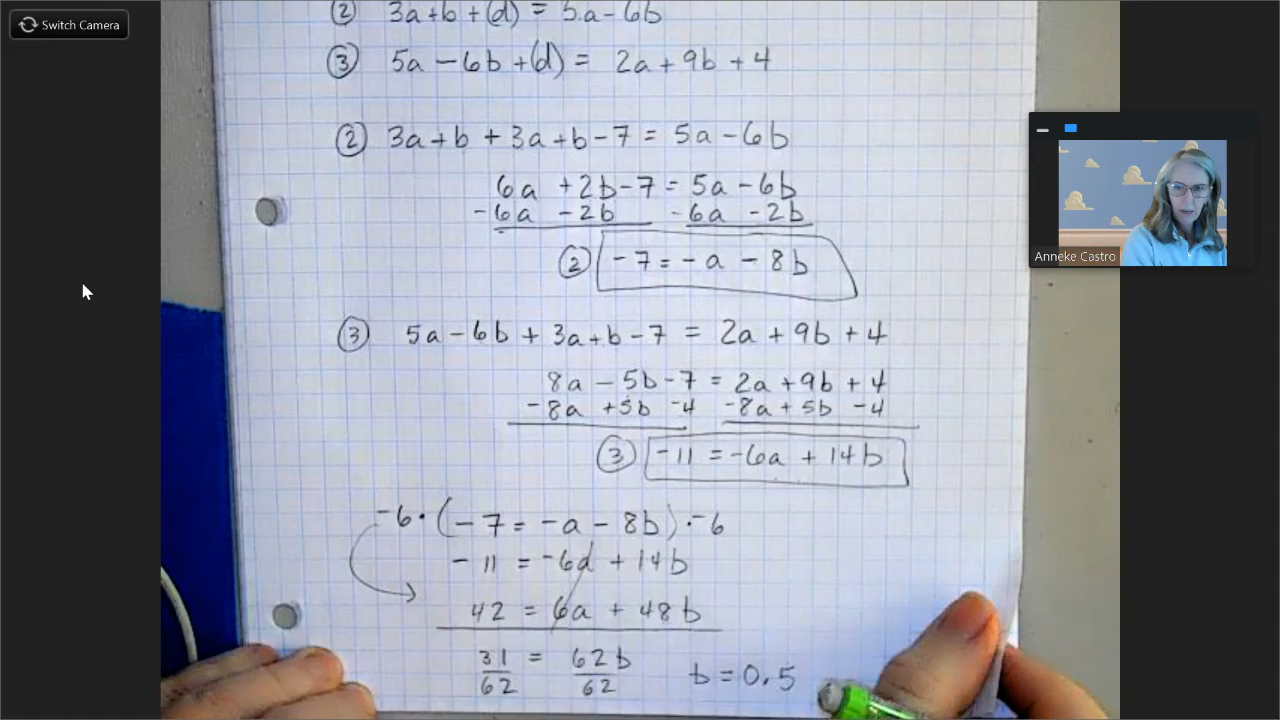 Switch Camera
② 3a+b+(d) = 5a-6b
③ 5a - 6b +(d) = 2a+9b+4
② 3a+b + 3a+b-7 = 5a-6b
6a +2b-7 = 5a-6b
-6a -2b -6a -2b
② -7 = -a - 8b
Anneke Castro
③ 5a-6b + 3a+b-7 = 2a+9b+4
8a - 5b-7 = 2a+9b+4
-8a +5b -4 -8a+5b -4
③ -11 = -6a + 14b
-6·(-7 = -a - 8b)·-6
-11 = -6a + 14b
42 = 6a + 48b
31 = 62b
62 62
b = 0.5